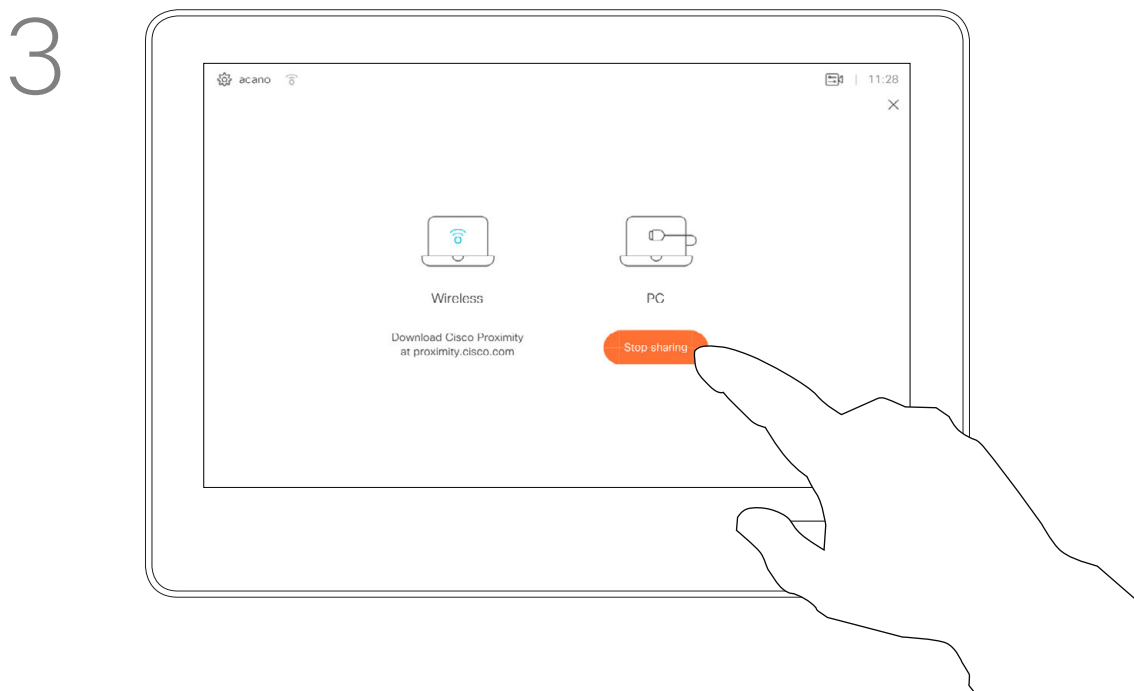 3
acano
11:28
Wireless
PC
Download Cisco Proximity
at proximity.cisco.com
Stop sharing